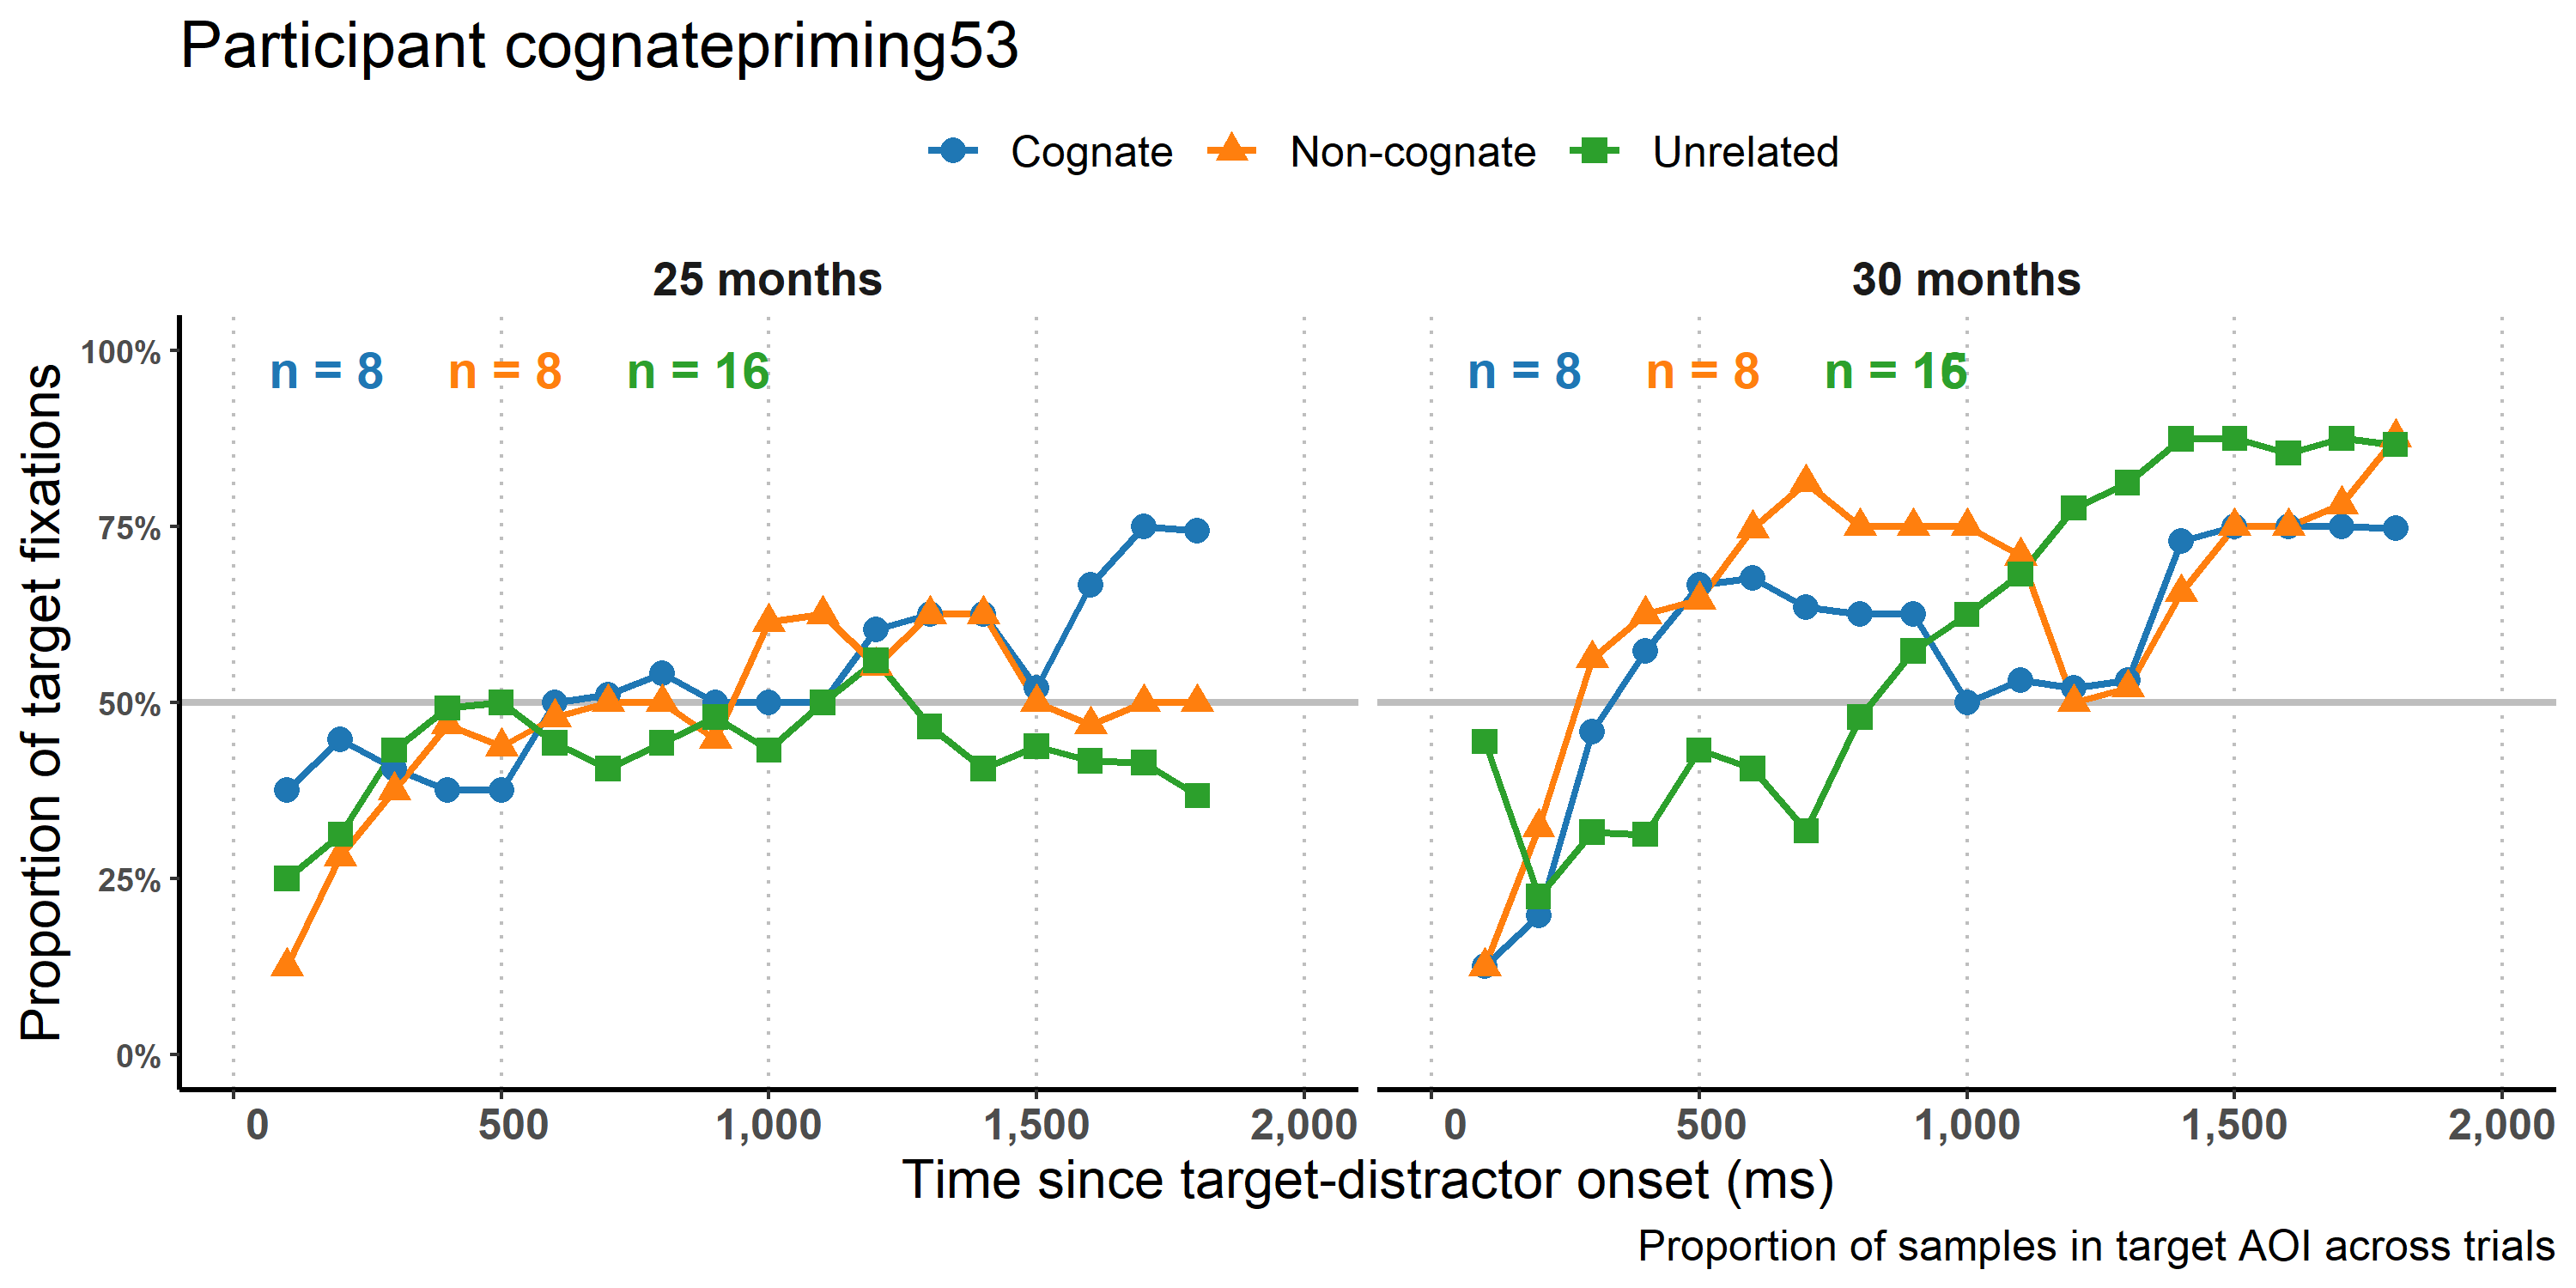 Participant cognatepriming53
Cognate Non-cognate Unrelated
25 months 30 months
Proportion of target fixations
100%
75%
50%
25%
0%
n = 8 n = 8 n = 16
n = 8 n = 8 n =
0 500 1,000 1,500 2,000
0 500 1,000 1,500 2,000
Time since target-distractor onset (ms)
Proportion of samples in target AOI across trials